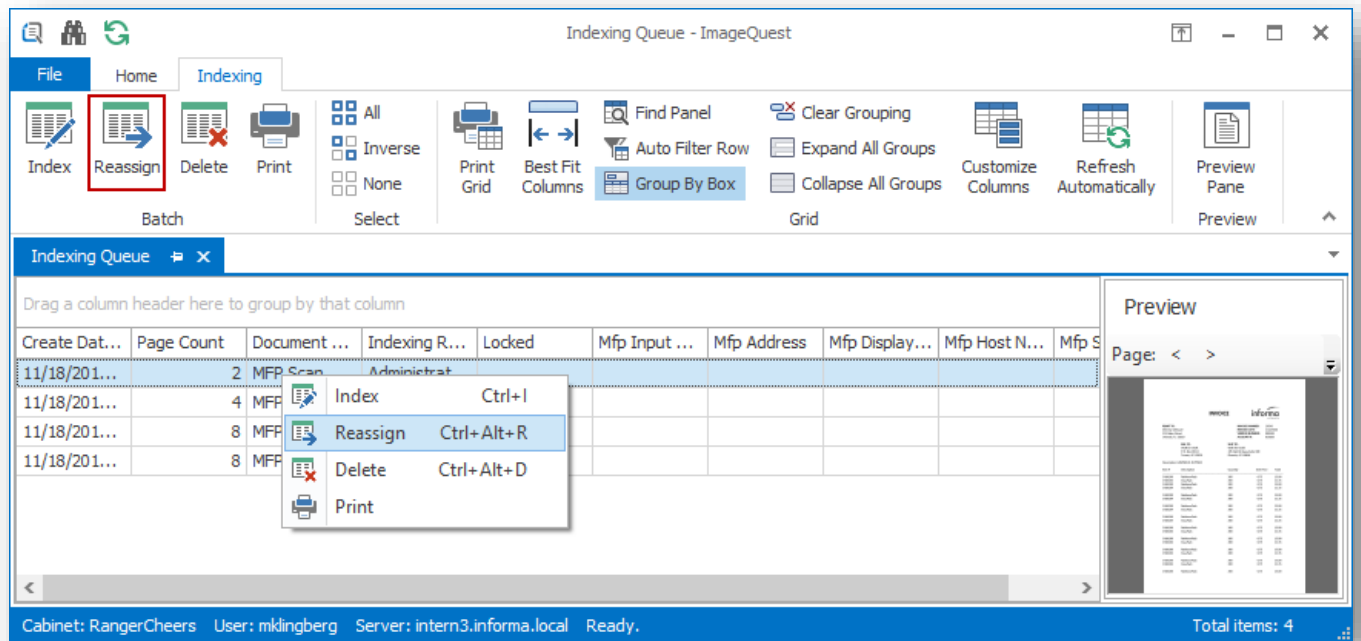 Indexing Queue - ImageQuest
File Home Indexing
Index Reassign Delete Print
Batch
All
Inverse
None
Select
Print Grid
Best Fit Columns
Find Panel
Auto Filter Row
Group By Box
Clear Grouping
Expand All Groups
Collapse All Groups
Customize Columns
Refresh Automatically
Grid
Preview Pane
Preview
Indexing Queue
Drag a column header here to group by that column
Create Dat... Page Count Document ... Indexing R... Locked Mfp Input ... Mfp Address Mfp Display... Mfp Host N... Mfp S
11/18/201... 2 MFP Scan Administrat
11/18/201... 4 MFP
11/18/201... 8 MFP
11/18/201... 8 MFP
Index Ctrl+I
Reassign Ctrl+Alt+R
Delete Ctrl+Alt+D
Print
Preview
Page: < >
INVOICE informa
Cabinet: RangerCheers User: mklingberg Server: intern3.informa.local Ready. Total items: 4